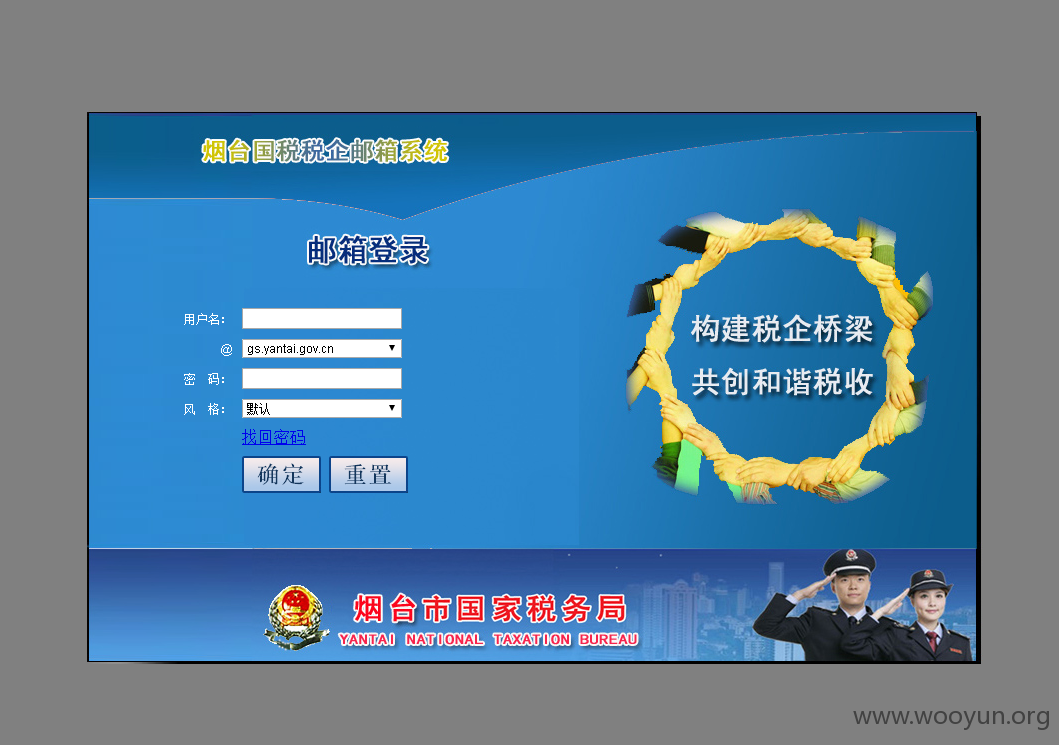 烟台国税税企邮箱系统
邮箱登录
用户名:
@ gs.yantai.gov.cn
密 码:
风 格: 默认
找回密码
确定 重置
构建税企桥梁
共创和谐税收
烟台市国家税务局
YANTAI NATIONAL TAXATION BUREAU
www.wooyun.org